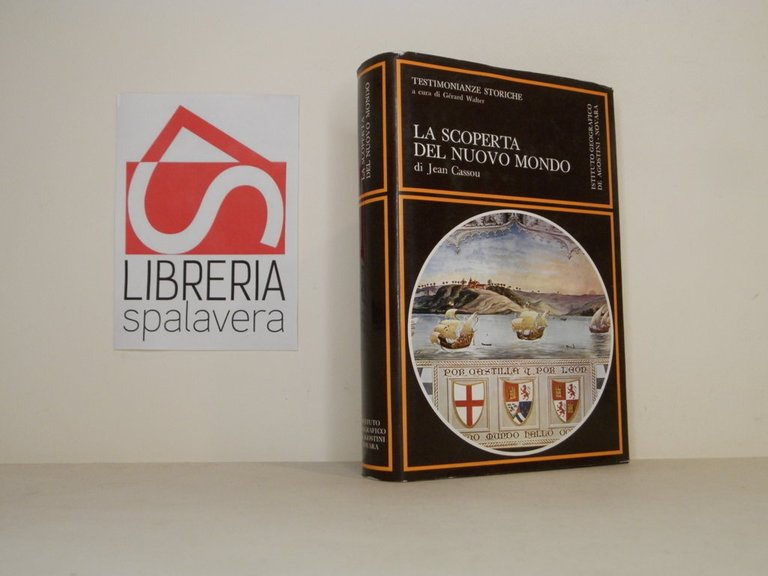 LIBRERIA
spalavera
LA SCOPERTA
DEL NUOVO MONDO
TESTIMONIANZE STORICHE
a cura di Gérard Walter
LA SCOPERTA
DEL NUOVO MONDO
di Jean Cassou
ISTITUTO GEOGRAFICO
DE AGOSTINI - NOVARA
POR CASTILLA Y POR LEON
MUNDO HALLO